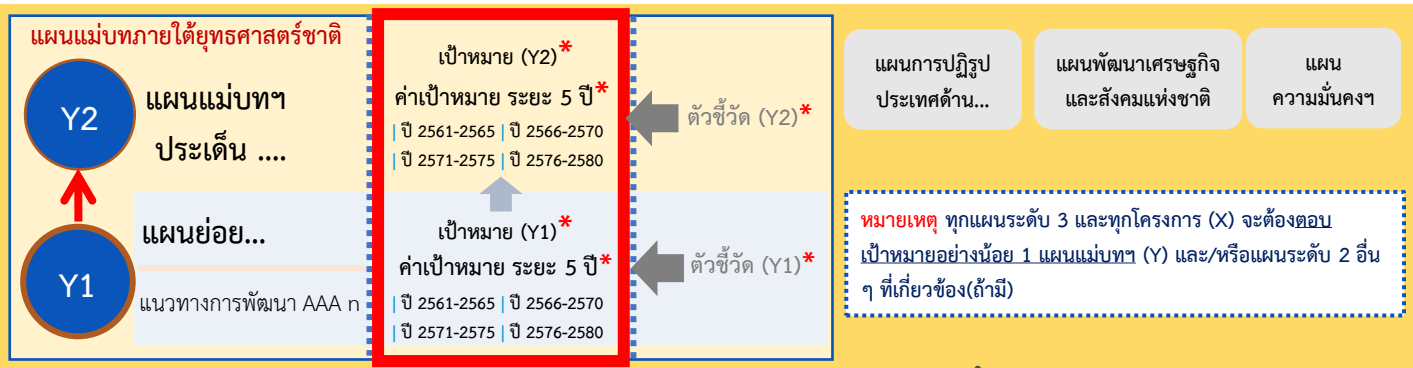 แผนแม่บทภายใต้ยุทธศาสตร์ชาติ
Y2
แผนแม่บทฯ
ประเด็น ....
Y1
แผนย่อย...
แนวทางการพัฒนา AAA n
เป้าหมาย (Y2)*
ค่าเป้าหมาย ระยะ 5 ปี*
| ปี 2561-2565 | ปี 2566-2570
| ปี 2571-2575 | ปี 2576-2580
เป้าหมาย (Y1)*
ค่าเป้าหมาย ระยะ 5 ปี*
| ปี 2561-2565 | ปี 2566-2570
| ปี 2571-2575 | ปี 2576-2580
ตัวชี้วัด (Y2)*
ตัวชี้วัด (Y1)*
แผนการปฏิรูป
ประเทศด้าน...
แผนพัฒนาเศรษฐกิจ
และสังคมแห่งชาติ
แผน
ความมั่นคงฯ
หมายเหตุ ทุกแผนระดับ 3 และทุกโครงการ (X) จะต้องตอบ
เป้าหมายอย่างน้อย 1 แผนแม่บทฯ (Y) และ/หรือแผนระดับ 2 อื่น
ๆ ที่เกี่ยวข้อง(ถ้ามี)